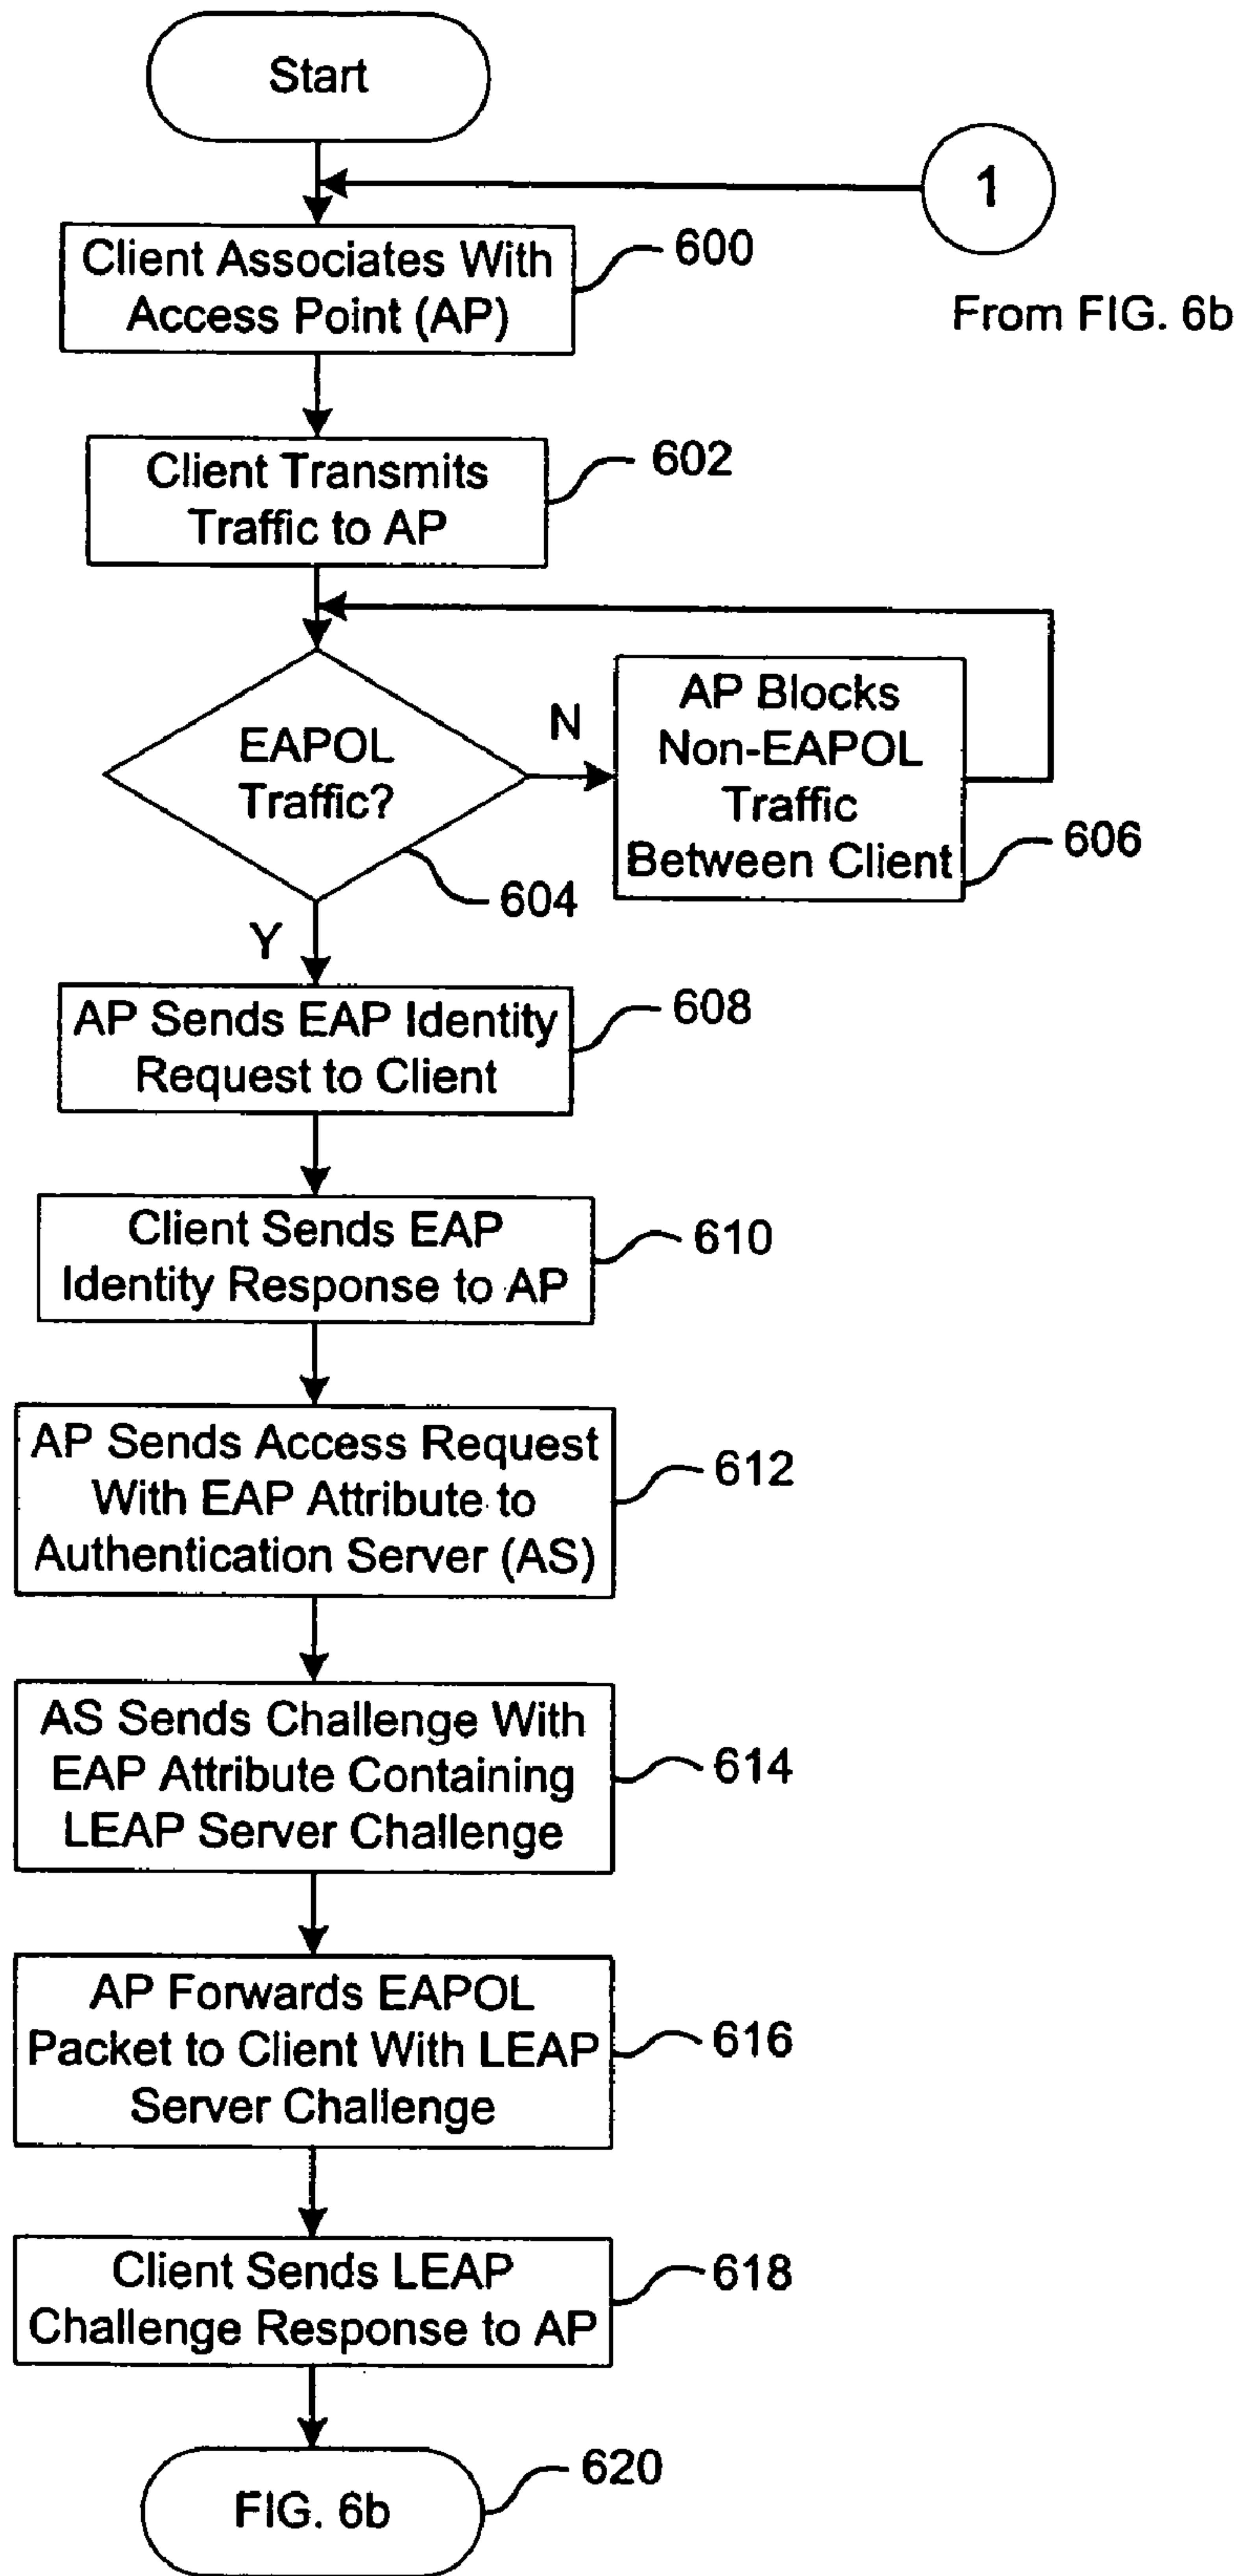 Start
1
From FIG. 6b
Client Associates With
Access Point (AP)
600
Client Transmits
Traffic to AP
602
EAPOL
Traffic?
604
N
AP Blocks
Non-EAPOL
Traffic
Between Client
606
Y
AP Sends EAP Identity
Request to Client
608
Client Sends EAP
Identity Response to AP
610
AP Sends Access Request
With EAP Attribute to
Authentication Server (AS)
612
AS Sends Challenge With
EAP Attribute Containing
LEAP Server Challenge
614
AP Forwards EAPOL
Packet to Client With LEAP
Server Challenge
616
Client Sends LEAP
Challenge Response to AP
618
FIG. 6b
620